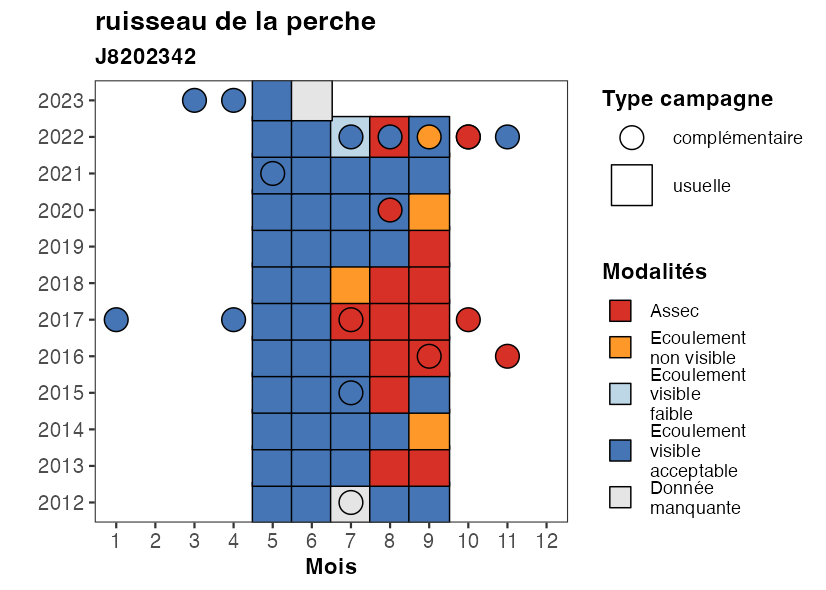 ruisseau de la perche
J8202342
2023
2022
2021
2020
2019
2018
2017
2016
2015
2014
2013
2012
1 2 3 4 5 6 7 8 9 10 11 12
Mois
Type campagne
complémentaire
usuelle
Modalités
Assec
Ecoulement
non visible
Ecoulement
visible
faible
Ecoulement
visible
acceptable
Donnée
manquante